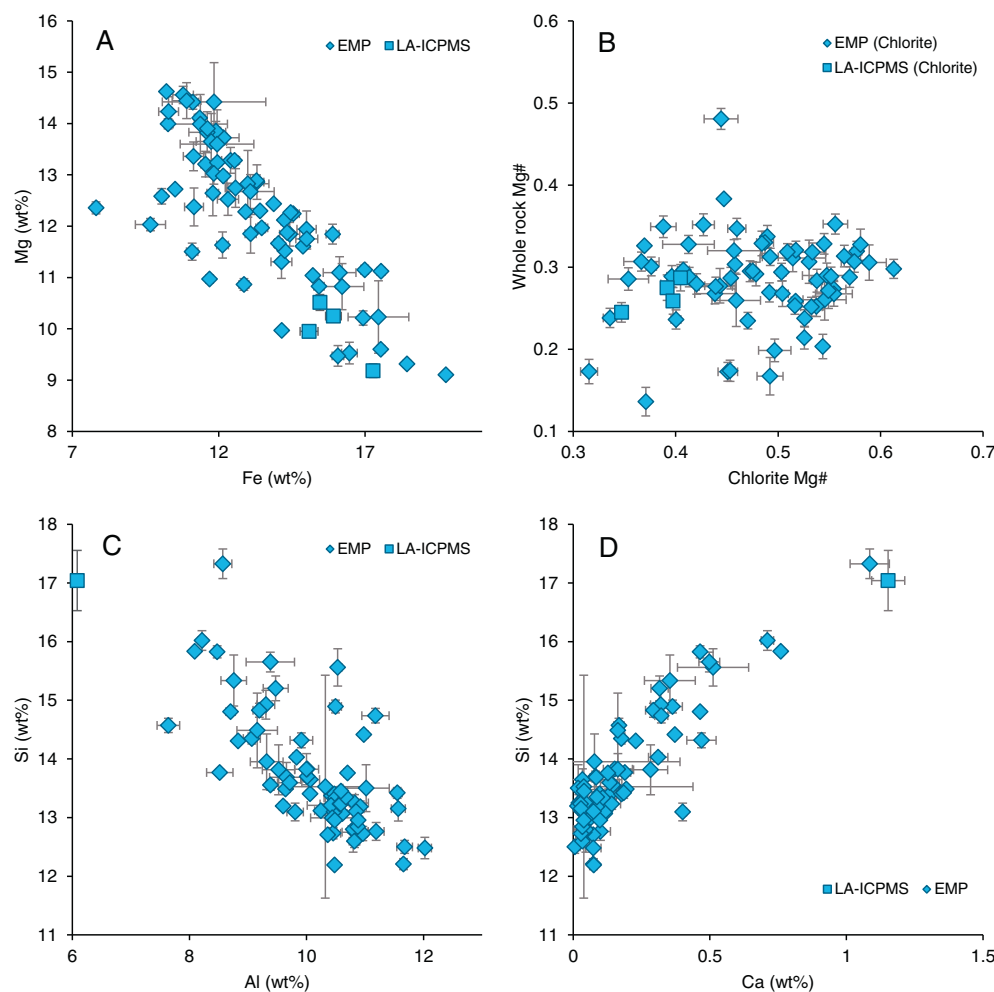 A
EMP LA-ICPMS
16
15
14
13
12
11
10
9
8
7 12 17
Mg (wt%)
Fe (wt%)
B
EMP (Chlorite)
LA-ICPMS (Chlorite)
0.6
0.5
0.4
0.3
0.2
0.1
0.3 0.4 0.5 0.6 0.7
Whole rock Mg#
Chlorite Mg#
C
EMP LA-ICPMS
18
17
16
15
14
13
12
11
6 8 10 12
Si (wt%)
Al (wt%)
D
18
17
16
15
14
13
12
11
LA-ICPMS EMP
0 0.5 1 1.5
Si (wt%)
Ca (wt%)